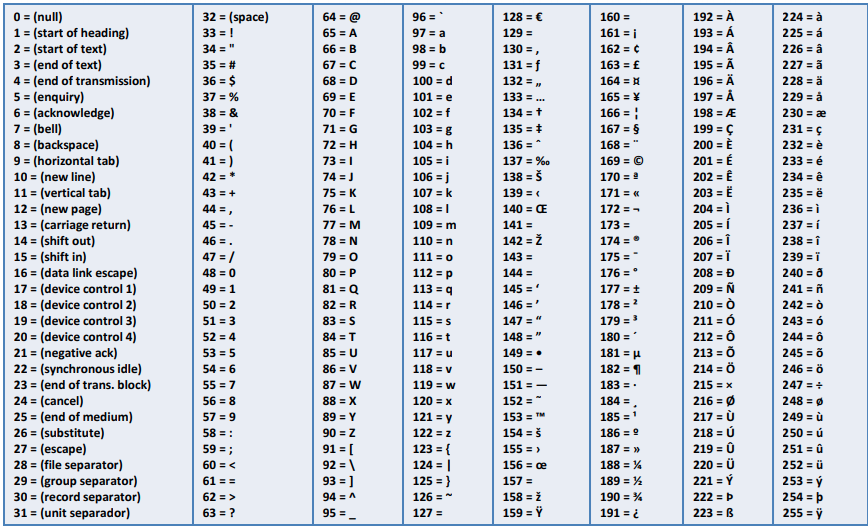 0 = (null)
1 = (start of heading)
2 = (start of text)
3 = (end of text)
4 = (end of transmission)
5 = (enquiry)
6 = (acknowledge)
7 = (bell)
8 = (backspace)
9 = (horizontal tab)
10 = (new line)
11 = (vertical tab)
12 = (new page)
13 = (carriage return)
14 = (shift out)
15 = (shift in)
16 = (data link escape)
17 = (device control 1)
18 = (device control 2)
19 = (device control 3)
20 = (device control 4)
21 = (negative ack)
22 = (synchronous idle)
23 = (end of trans. block)
24 = (cancel)
25 = (end of medium)
26 = (substitute)
27 = (escape)
28 = (file separator)
29 = (group separator)
30 = (record separator)
31 = (unit separador)
32 = (space)
33 = !
34 = "
35 = #
36 = $
37 = %
38 = &
39 = '
40 = (
41 = )
42 = *
43 = +
44 = ,
45 = -
46 = .
47 = /
48 = 0
49 = 1
50 = 2
51 = 3
52 = 4
53 = 5
54 = 6
55 = 7
56 = 8
57 = 9
58 = :
59 = ;
60 = <
61 = =
62 = >
63 = ?
64 = @
65 = A
66 = B
67 = C
68 = D
69 = E
70 = F
71 = G
72 = H
73 = I
74 = J
75 = K
76 = L
77 = M
78 = N
79 = O
80 = P
81 = Q
82 = R
83 = S
84 = T
85 = U
86 = V
87 = W
88 = X
89 = Y
90 = Z
91 = [
92 = \
93 = ]
94 = ^
95 = _
96 = `
97 = a
98 = b
99 = c
100 = d
101 = e
102 = f
103 = g
104 = h
105 = i
106 = j
107 = k
108 = l
109 = m
110 = n
111 = o
112 = p
113 = q
114 = r
115 = s
116 = t
117 = u
118 = v
119 = w
120 = x
121 = y
122 = z
123 = {
124 = |
125 = }
126 = ~
127 =
128 = €
129 =
130 = ‚
131 = ƒ
132 = „
133 = …
134 = †
135 = ‡
136 = ˆ
137 = ‰
138 = Š
139 = ‹
140 = Œ
141 =
142 = Ž
143 =
144 =
145 = ‘
146 = ’
147 = “
148 = ”
149 = •
150 = –
151 = —
152 = ˜
153 = ™
154 = š
155 = ›
156 = œ
157 =
158 = ž
159 = Ÿ
160 =
161 = ¡
162 = ¢
163 = £
164 = ¤
165 = ¥
166 = ¦
167 = §
168 = ¨
169 = ©
170 = ª
171 = «
172 = ¬
173 =
174 = ®
175 = ¯
176 = °
177 = ±
178 = ²
179 = ³
180 = ´
181 = µ
182 = ¶
183 = ·
184 = ¸
185 = ¹
186 = º
187 = »
188 = ¼
189 = ½
190 = ¾
191 = ¿
192 = À
193 = Á
194 = Â
195 = Ã
196 = Ä
197 = Å
198 = Æ
199 = Ç
200 = È
201 = É
202 = Ê
203 = Ë
204 = Ì
205 = Í
206 = Î
207 = Ï
208 = Ð
209 = Ñ
210 = Ò
211 = Ó
212 = Ô
213 = Õ
214 = Ö
215 = ×
216 = Ø
217 = Ù
218 = Ú
219 = Û
220 = Ü
221 = Ý
222 = Þ
223 = ß
224 = à
225 = á
226 = â
227 = ã
228 = ä
229 = å
230 = æ
231 = ç
232 = è
233 = é
234 = ê
235 = ë
236 = ì
237 = í
238 = î
239 = ï
240 = ð
241 = ñ
242 = ò
243 = ó
244 = ô
245 = õ
246 = ö
247 = ÷
248 = ø
249 = ù
250 = ú
251 = û
252 = ü
253 = ý
254 = þ
255 = ÿ